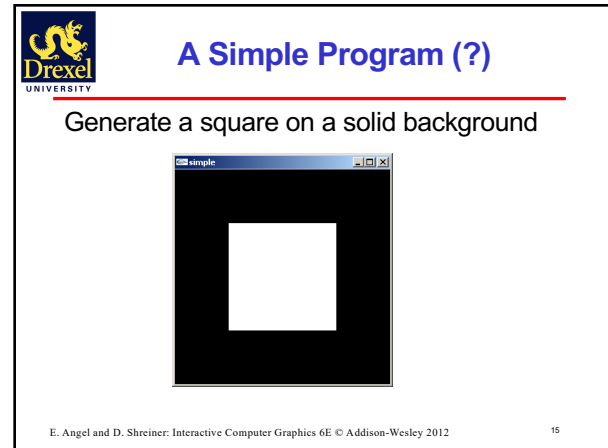 Drexel
UNIVERSITY
A Simple Program (?)
Generate a square on a solid background
simple
E. Angel and D. Shreiner: Interactive Computer Graphics 6E © Addison-Wesley 2012
15